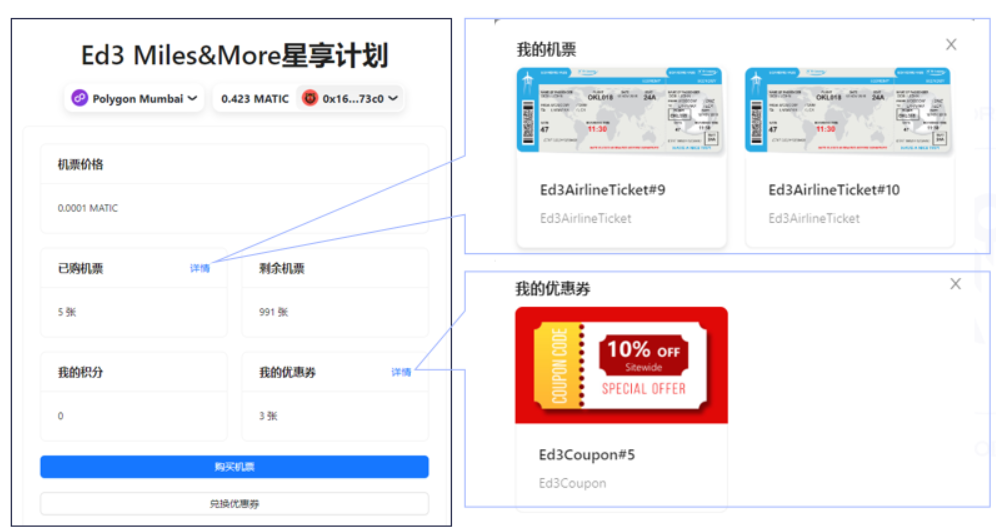 Ed3 Miles&More星享计划
Polygon Mumbai
0.423 MATIC
0x16...73c0
机票价格
0.0001 MATIC
已购机票
详情
剩余机票
5 张
991 张
我的积分
我的优惠券
详情
0
3 张
购买机票
兑换优惠券
我的机票
OKL018
24A
47
11:30
OKL018
24A
47
11:30
Ed3AirlineTicket#9
Ed3AirlineTicket#10
Ed3AirlineTicket
Ed3AirlineTicket
我的优惠券
COUPON CODE
10% OFF
Sitewide
SPECIAL OFFER
Ed3Coupon#5
Ed3Coupon